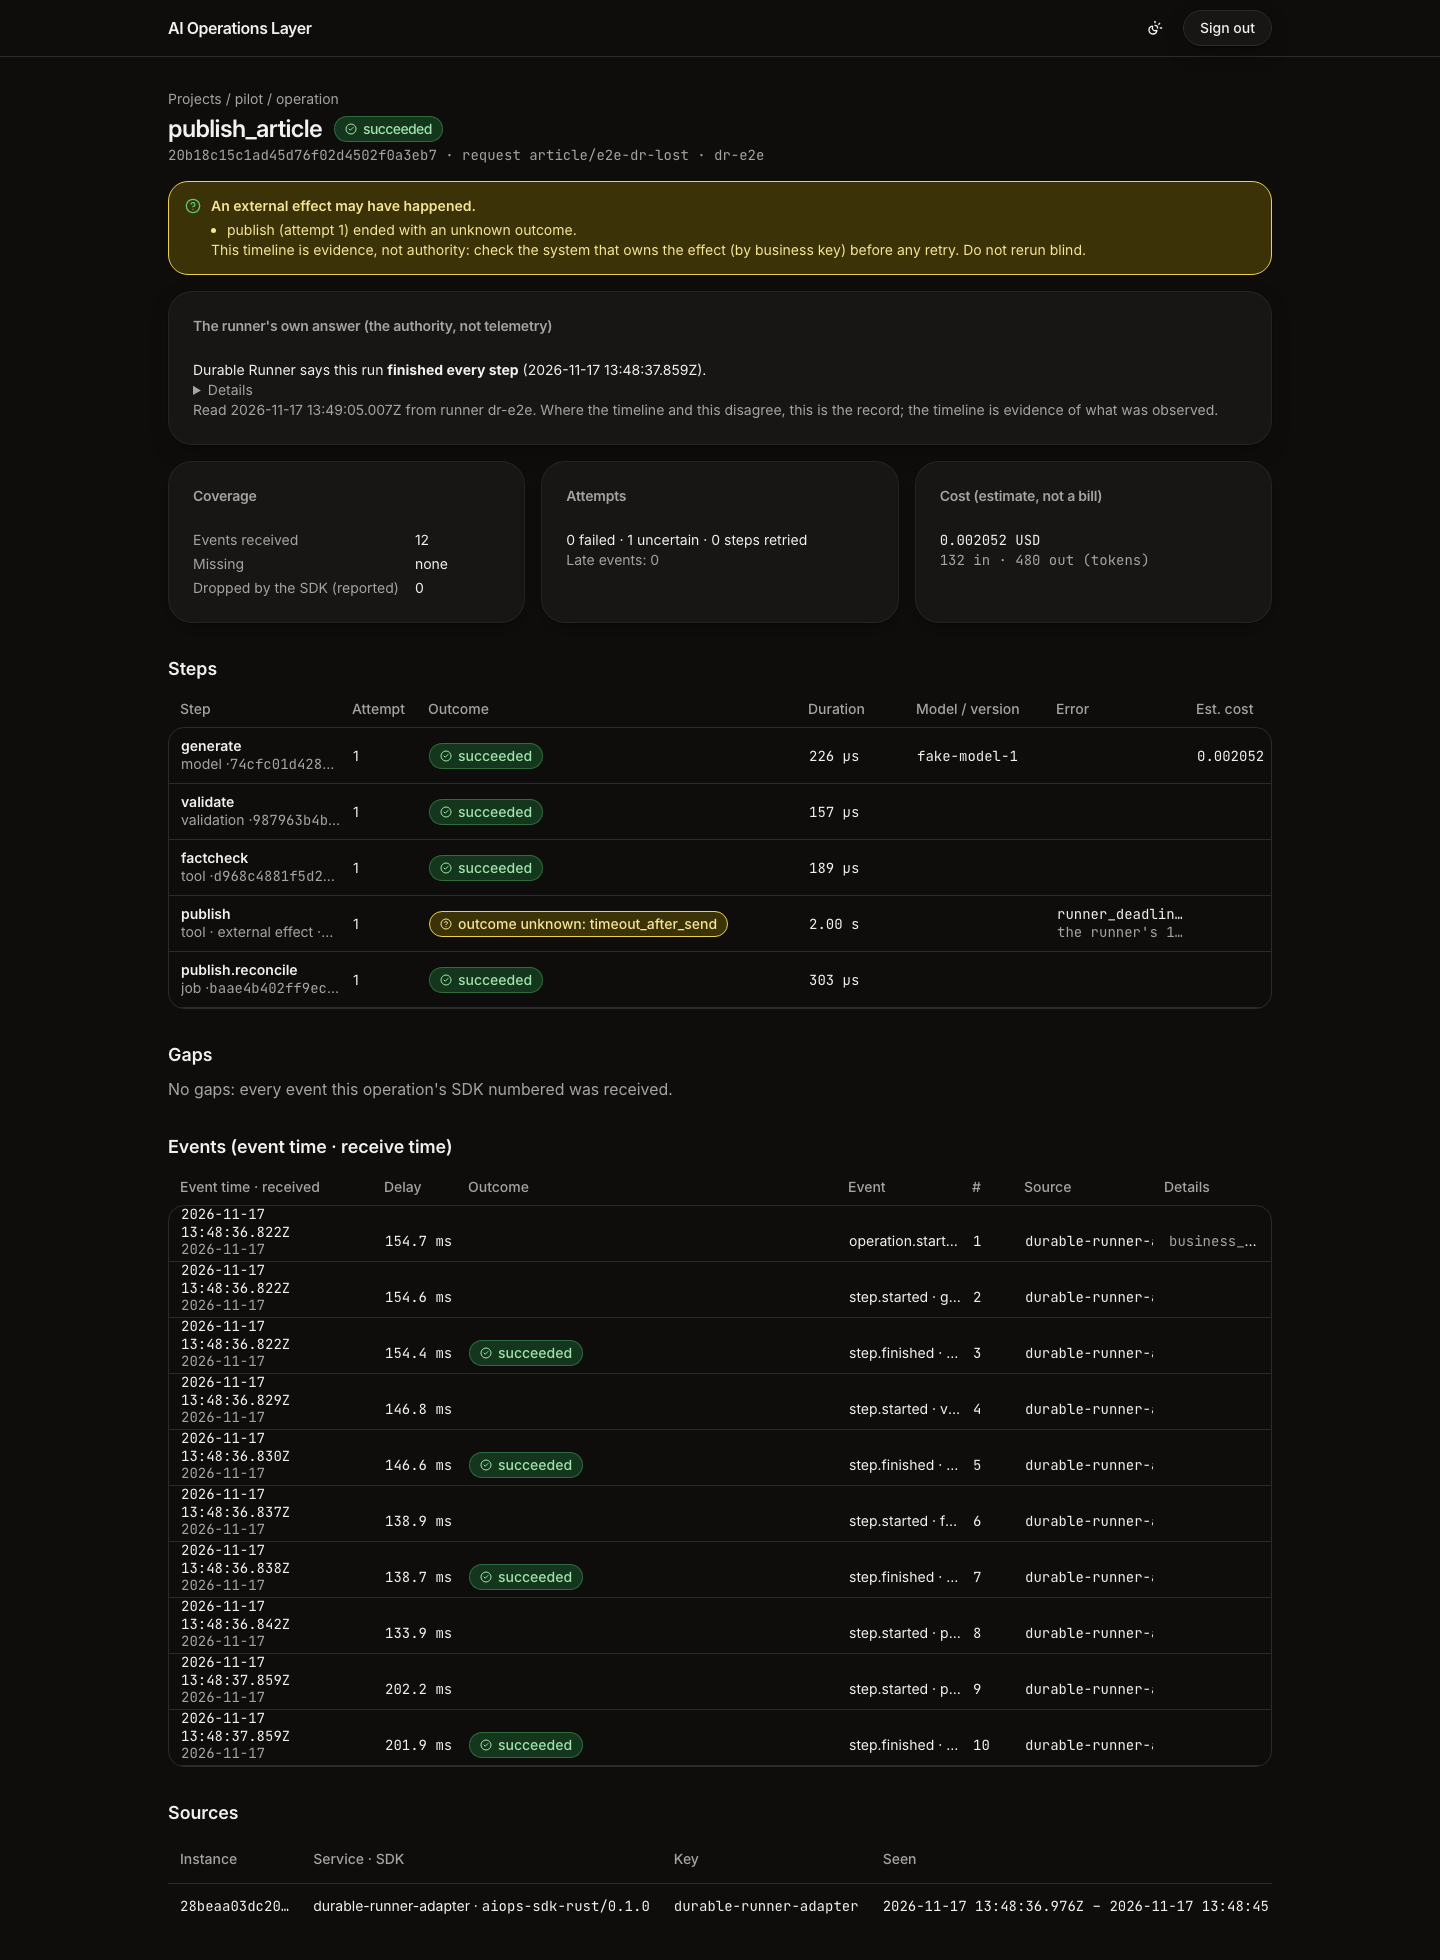 AI Operations Layer
Sign out
Projects / pilot / operation
publish_article succeeded
20b18c15c1ad45d76f02d4502f0a3eb7 · request article/e2e-dr-lost · dr-e2e
An external effect may have happened.
• publish (attempt 1) ended with an unknown outcome.
This timeline is evidence, not authority: check the system that owns the effect (by business key) before any retry. Do not rerun blind.
The runner's own answer (the authority, not telemetry)
Durable Runner says this run finished every step (2026-11-17 13:48:37.859Z).
▶ Details
Read 2026-11-17 13:49:05.007Z from runner dr-e2e. Where the timeline and this disagree, this is the record; the timeline is evidence of what was observed.
Coverage
Events received 12
Missing none
Dropped by the SDK (reported) 0
Attempts
0 failed · 1 uncertain · 0 steps retried
Late events: 0
Cost (estimate, not a bill)
0.002052 USD
132 in · 480 out (tokens)
Steps
Step Attempt Outcome Duration Model / version Error Est. cost
generate
model ·74cfc01d428… 1 succeeded 226 µs fake-model-1 0.002052
validate
validation ·987963b4b… 1 succeeded 157 µs
factcheck
tool ·d968c4881f5d2… 1 succeeded 189 µs
publish
tool · external effect ·… 1 outcome unknown: timeout_after_send 2.00 s runner_deadlin…
the runner's 1…
publish.reconcile
job ·baae4b402ff9ec… 1 succeeded 303 µs
Gaps
No gaps: every event this operation's SDK numbered was received.
Events (event time · receive time)
Event time · received Delay Outcome Event # Source Details
2026-11-17
13:48:36.822Z
2026-11-17
154.7 ms operation.start… 1 durable-runner- business_…
2026-11-17
13:48:36.822Z
2026-11-17
154.6 ms step.started · g… 2 durable-runner-
2026-11-17
13:48:36.822Z
2026-11-17
154.4 ms succeeded step.finished · … 3 durable-runner-
2026-11-17
13:48:36.829Z
2026-11-17
146.8 ms step.started · v… 4 durable-runner-
2026-11-17
13:48:36.830Z
2026-11-17
146.6 ms succeeded step.finished · … 5 durable-runner-
2026-11-17
13:48:36.837Z
2026-11-17
138.9 ms step.started · f… 6 durable-runner-
2026-11-17
13:48:36.838Z
2026-11-17
138.7 ms succeeded step.finished · … 7 durable-runner-
2026-11-17
13:48:36.842Z
2026-11-17
133.9 ms step.started · p… 8 durable-runner-
2026-11-17
13:48:37.859Z
2026-11-17
202.2 ms step.started · p… 9 durable-runner-
2026-11-17
13:48:37.859Z
2026-11-17
201.9 ms succeeded step.finished · … 10 durable-runner-
Sources
Instance Service · SDK Key Seen
28beaa03dc20… durable-runner-adapter · aiops-sdk-rust/0.1.0 durable-runner-adapter 2026-11-17 13:48:36.976Z – 2026-11-17 13:48:45